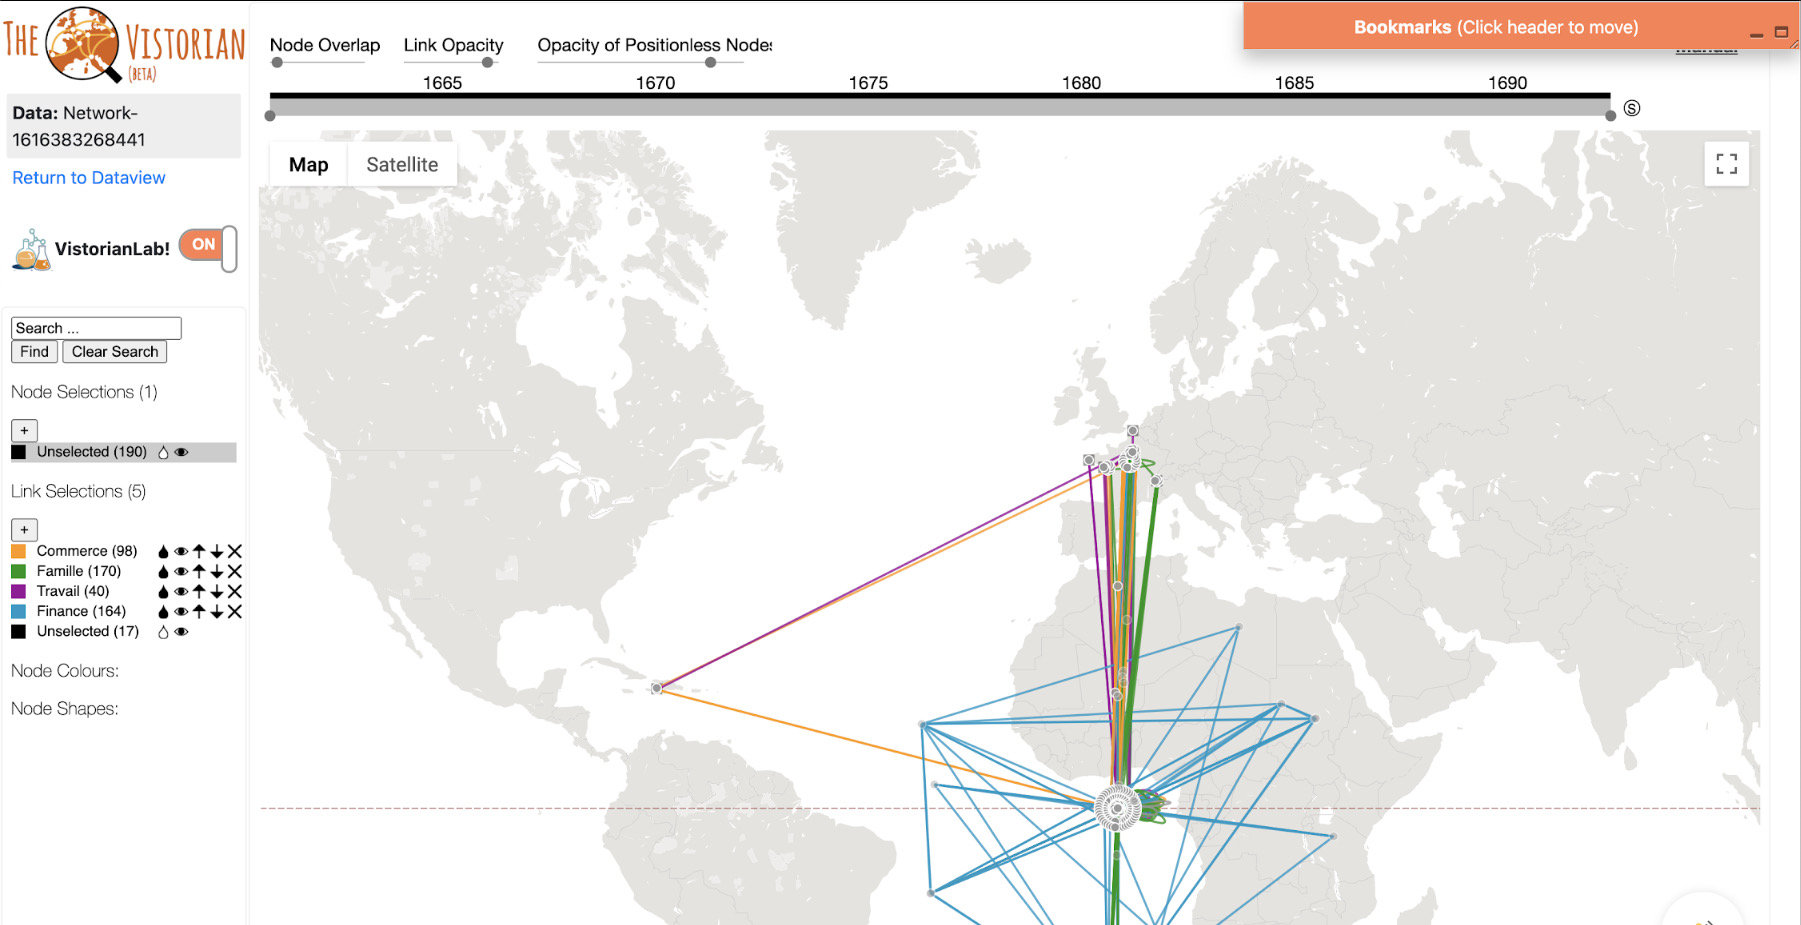 THE VISTORIAN
(BETA)
Data: Network-
1616383268441
Return to Dataview
VistorianLab!
ON
Search ...
Find
Clear Search
Node Selections (1)
+
Unselected (190)
Link Selections (5)
+
Commerce (98)
Famille (170)
Travail (40)
Finance (164)
Unselected (17)
Node Colours:
Node Shapes:
Node Overlap
Link Opacity
Opacity of Positionless Nodes
Bookmarks (Click header to move)
Manual
1665
1670
1675
1680
1685
1690
S
Map
Satellite